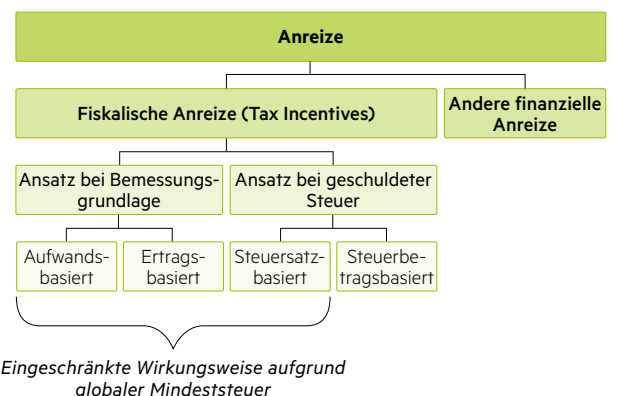 Anreize
Fiskalische Anreize (Tax Incentives)
Andere finanzielle
Anreize
Ansatz bei Bemessungs-
grundlage
Ansatz bei geschuldeter
Steuer
Aufwands-
basiert
Ertrags-
basiert
Steuersatz-
basiert
Steuerbe-
tragsbasiert
Eingeschränkte Wirkungsweise aufgrund
globaler Mindeststeuer